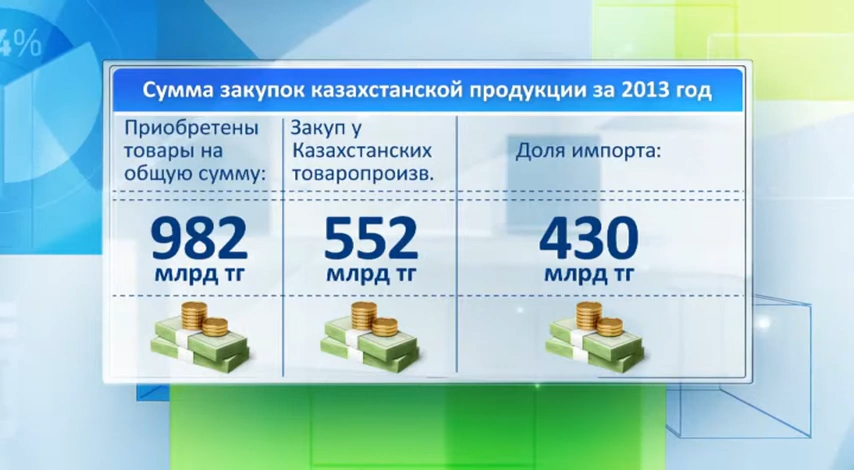 4%
Сумма закупок казахстанской продукции за 2013 год
Приобретены
товары на
общую сумму:
982
млрд тг
Закуп у
Казахстанских
товаропроизв.
552
млрд тг
Доля импорта:
430
млрд тг